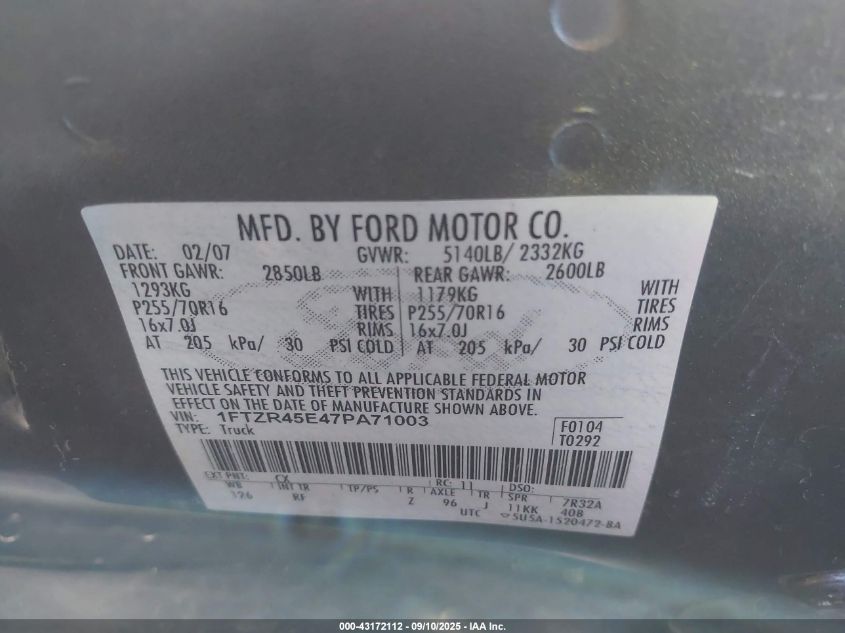 MFD. BY FORD MOTOR CO.
DATE: 02/07 GVWR: 5140LB/ 2332KG
FRONT GAWR: 2850LB REAR GAWR: 2600LB
1293KG WITH 1179KG WITH
P255/70R16 TIRES P255/70R16 TIRES
16x7.0J RIMS 16x7.0J RIMS
AT 205 kPa/ 30 PSI COLD AT 205 kPa/ 30 PSI COLD
THIS VEHICLE CONFORMS TO ALL APPLICABLE FEDERAL MOTOR
VEHICLE SAFETY AND THEFT PREVENTION STANDARDS IN
EFFECT ON THE DATE OF MANUFACTURE SHOWN ABOVE.
VIN: 1FTZR45E47PA71003
TYPE: Truck
F0104
T0292
EXT PNT: CX RC: 11 DSO:
WB INT TR TP/PS R AXLE TR SPR 7R32A
126 RF Z 96 J 11KK 408
UTC 5U5A-1520472-BA
000-43172112 - 09/10/2025 - IAA Inc.